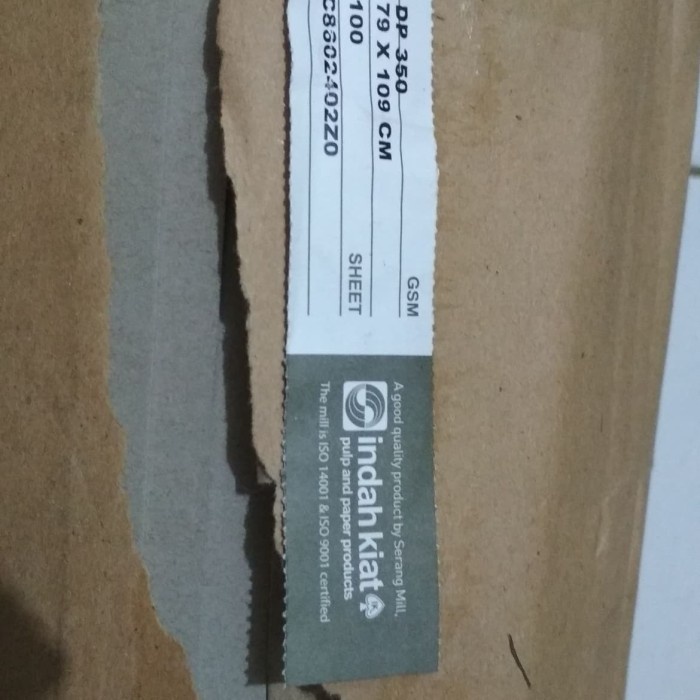 -DP 350 GSM
79 X 109 CM
100 SHEET
C8602402Z0
A good quality product by Serang Mill,
indah kiat
pulp and paper products
The mill is ISO 14001 & ISO 9001 certified